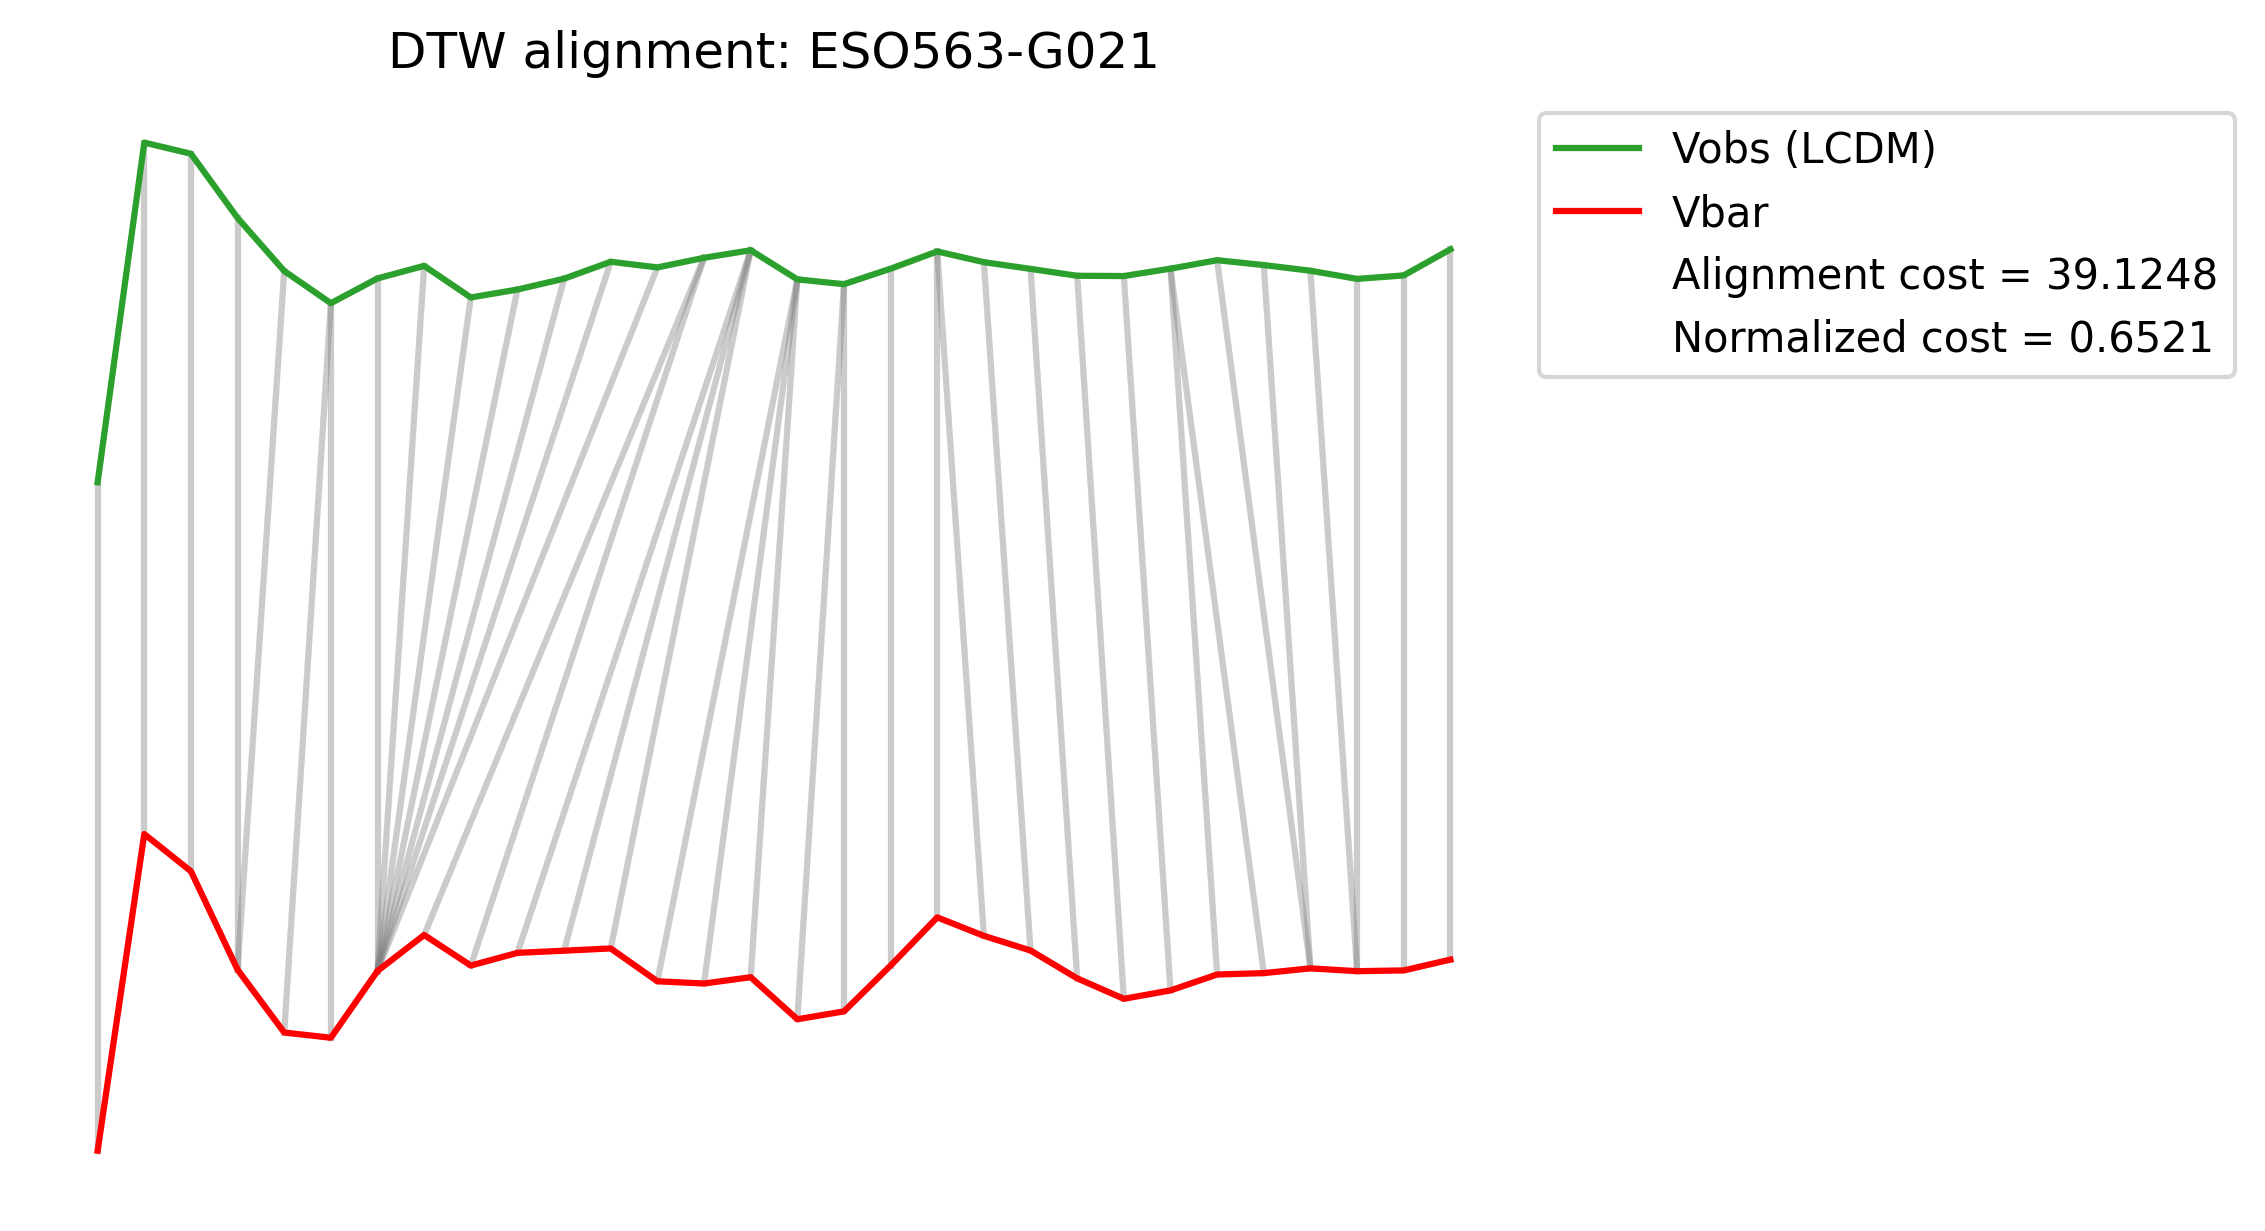 DTW alignment: ESO563-G021
Vobs (LCDM)
Vbar
Alignment cost = 39.1248
Normalized cost = 0.6521